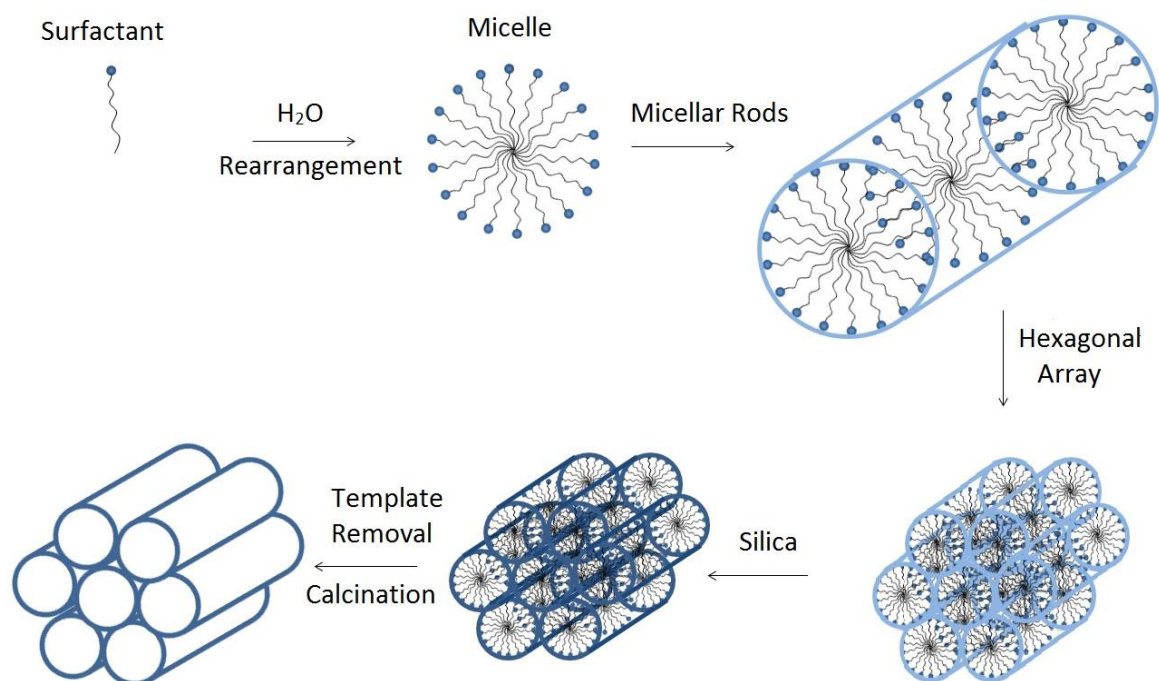 Surfactant
H₂O
Rearrangement
Micelle
Micellar Rods
Hexagonal
Array
Silica
Template
Removal
Calcination